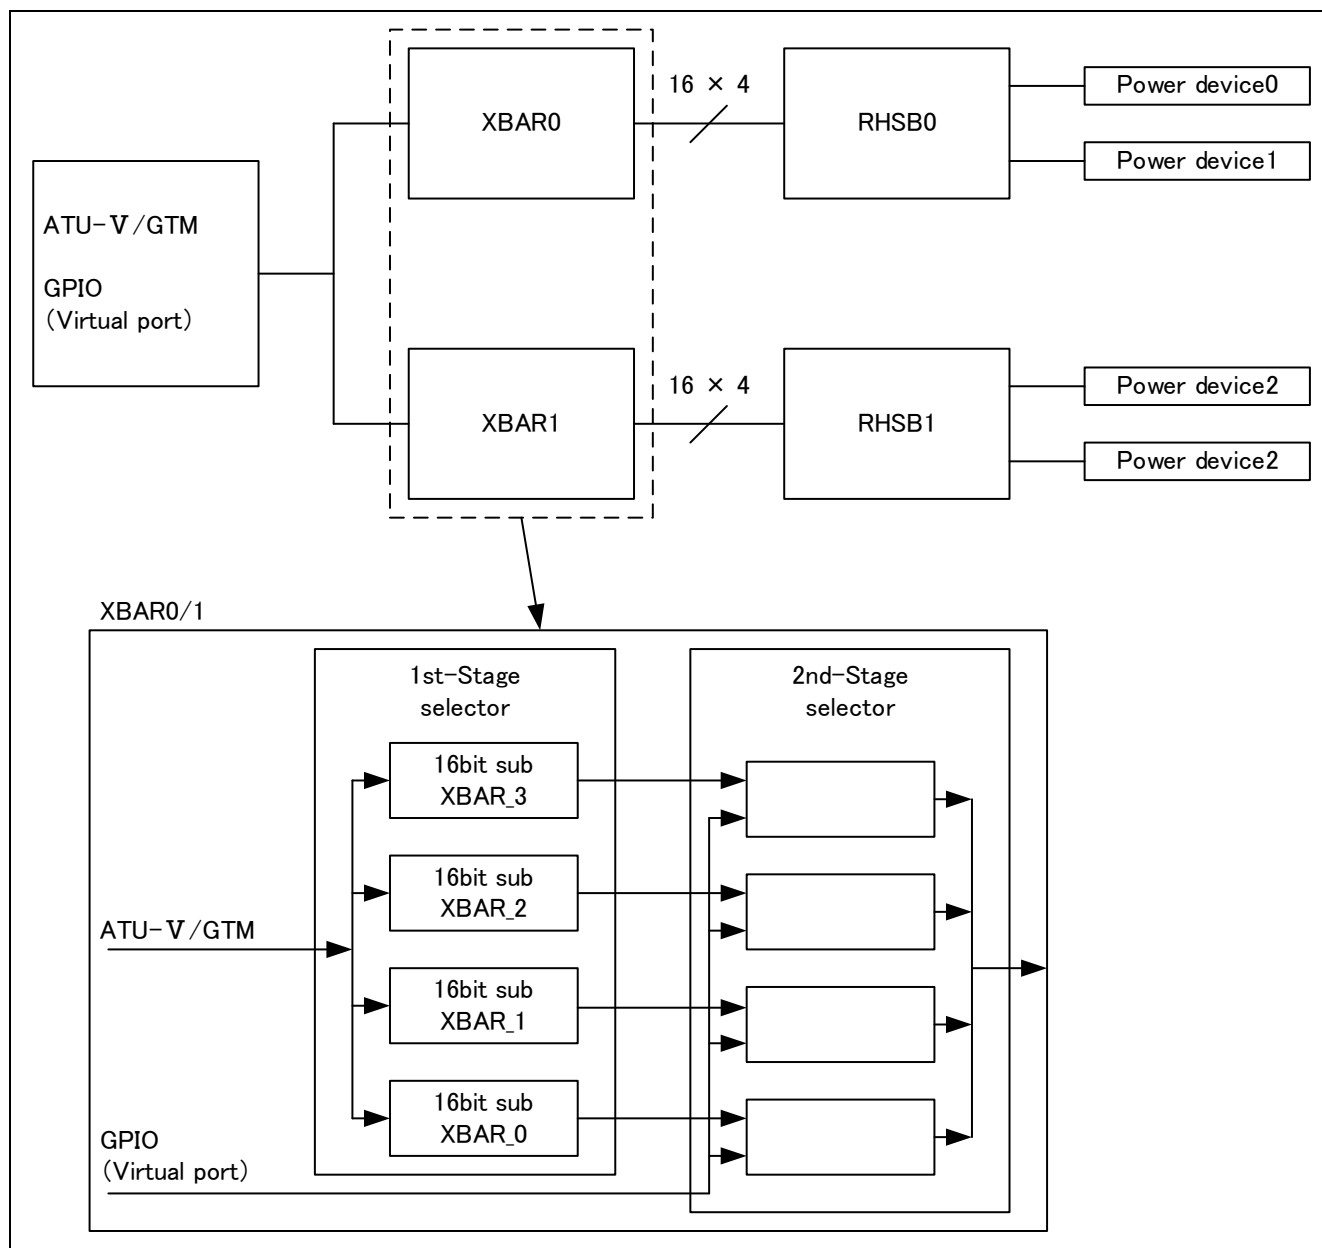 XBAR0
16 × 4
RHSB0
Power device0
Power device1
ATU-Ⅴ/GTM
GPIO
(Virtual port)
XBAR1
16 × 4
RHSB1
Power device2
Power device2
XBAR0/1
1st-Stage
selector
2nd-Stage
selector
16bit sub
XBAR_3
16bit sub
XBAR_2
ATU-Ⅴ/GTM
16bit sub
XBAR_1
16bit sub
XBAR_0
GPIO
(Virtual port)